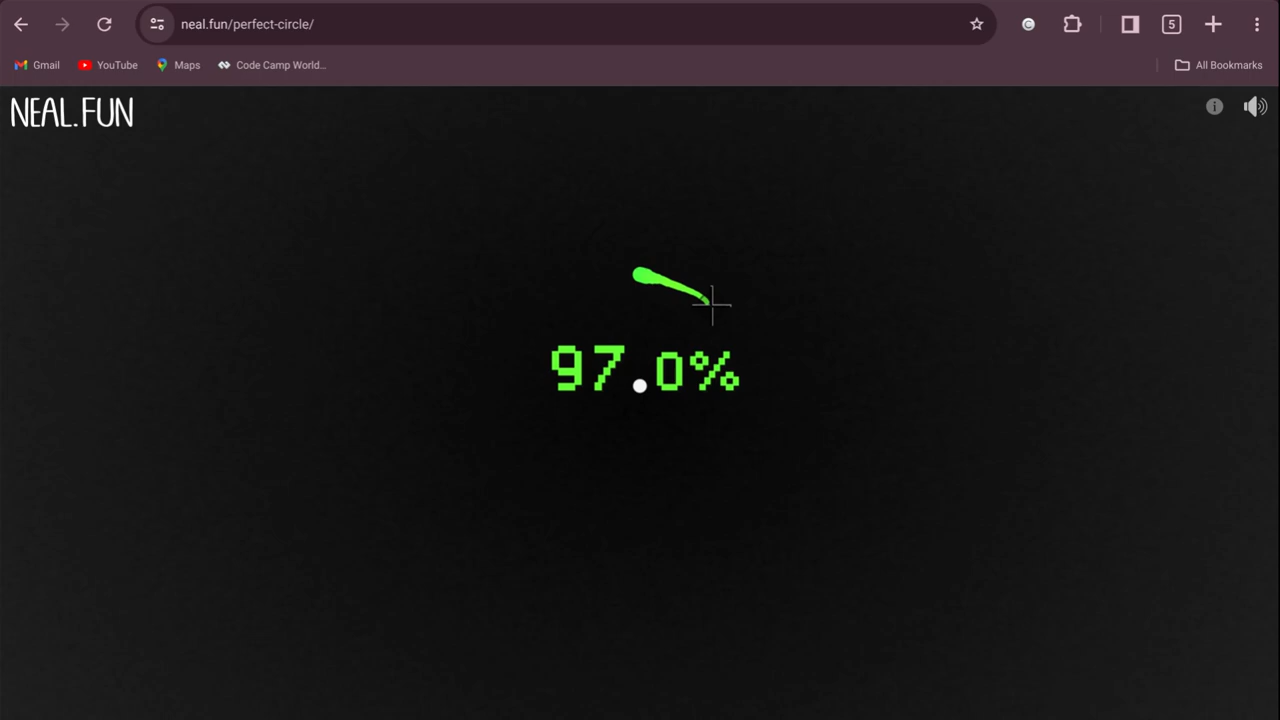 neal.fun/perfect-circle/
5
Gmail
YouTube
Maps
Code Camp World...
All Bookmarks
NEAL.FUN
97.0%